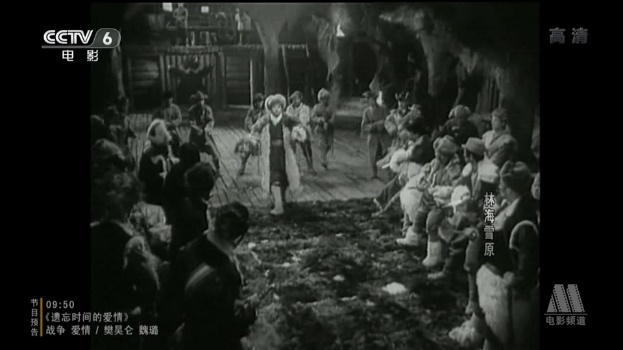 CCTV 6
电影
高清
林海雪原
节目预告
09:50
《遗忘时间的爱情》
战争 爱情 / 樊昊仑 魏璐
电影频道